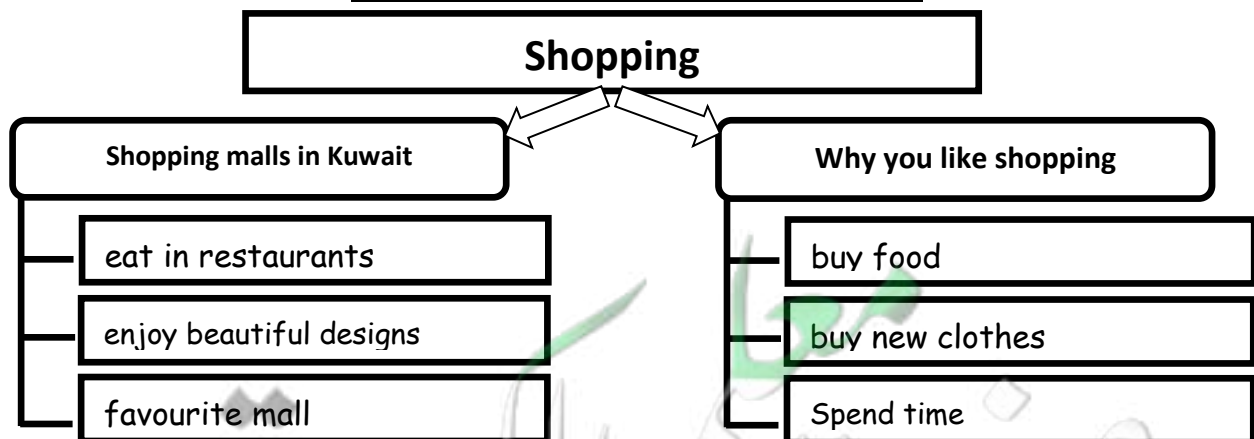 Shopping
Shopping malls in Kuwait
eat in restaurants
enjoy beautiful designs
favourite mall
Why you like shopping
buy food
buy new clothes
Spend time